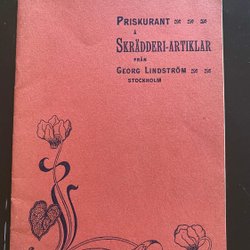 Priskurant
å
Skrädderi-artiklar
från
Georg Lindström
Stockholm